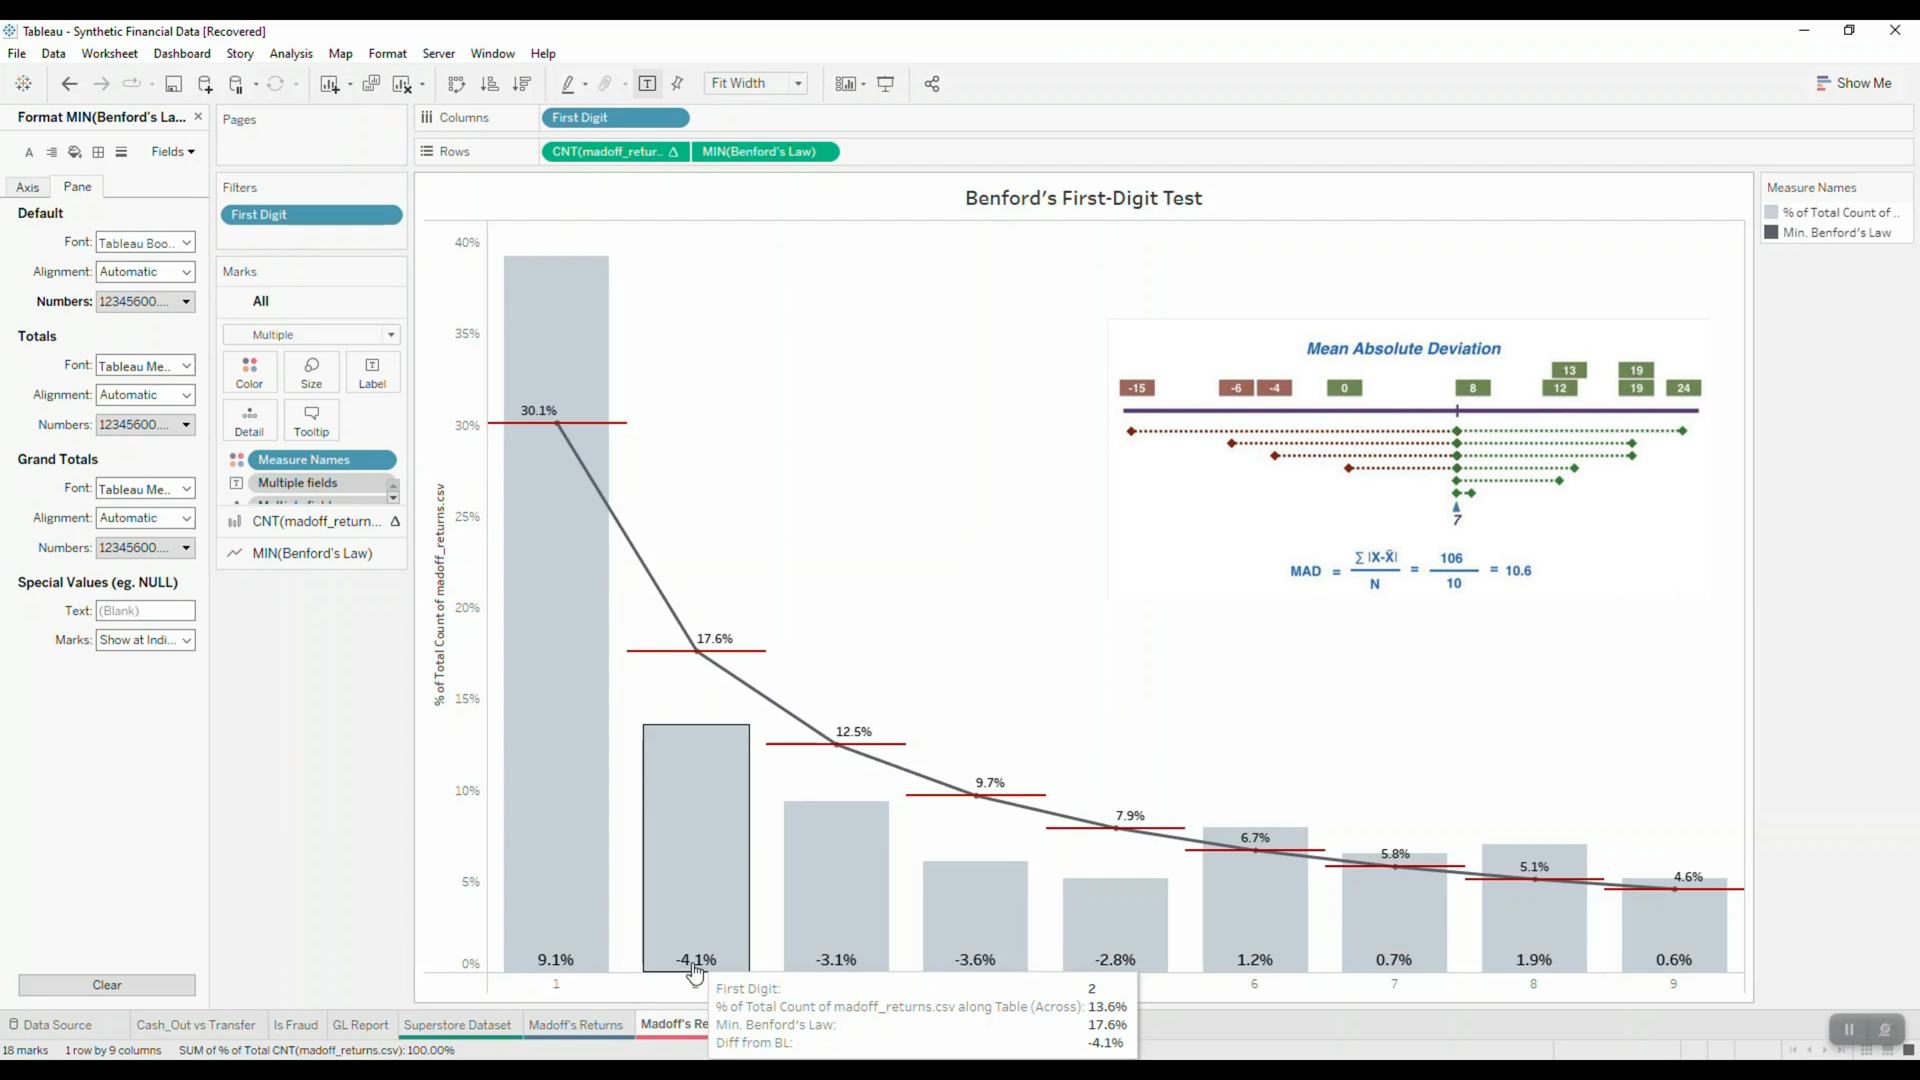 Tableau - Synthetic Financial Data [Recovered]
File Data Worksheet Dashboard Story Analysis Map Format Server Window Help
Fit Width
Show Me
Format MIN(Benford's La...
Fields
Axis Pane
Default
Font: Tableau Boo..
Alignment: Automatic
Numbers: 12345600....
Totals
Font: Tableau Me..
Alignment: Automatic
Numbers: 12345600....
Grand Totals
Font: Tableau Me..
Alignment: Automatic
Numbers: 12345600....
Special Values (eg. NULL)
Text: (Blank)
Marks: Show at Indi...
Clear
Pages
Filters
First Digit
Marks
All
Multiple
Color Size Label
Detail Tooltip
Measure Names
Multiple fields
CNT(madoff_return...
MIN(Benford's Law)
Columns First Digit
Rows CNT(madoff_retur.. MIN(Benford's Law)
Benford's First-Digit Test
% of Total Count of madoff_returns.csv
40%
35%
30%
25%
20%
15%
10%
5%
0%
30.1%
17.6%
12.5%
9.7%
7.9%
6.7%
5.8%
5.1%
4.6%
9.1% -4.1% -3.1% -3.6% -2.8% 1.2% 0.7% 1.9% 0.6%
1 6 7 8 9
Mean Absolute Deviation
13 19
-15 -6 -4 0 8 12 19 24
7
MAD = ∑ |X-X̄| / N = 106 / 10 = 10.6
First Digit: 2
% of Total Count of madoff_returns.csv along Table (Across): 13.6%
Min. Benford's Law: 17.6%
Diff from BL: -4.1%
Measure Names
% of Total Count of ..
Min. Benford's Law
Data Source Cash_Out vs Transfer Is Fraud GL Report Superstore Dataset Madoff's Returns Madoff's Re
18 marks 1 row by 9 columns SUM of % of Total CNT(madoff_returns.csv): 100.00%